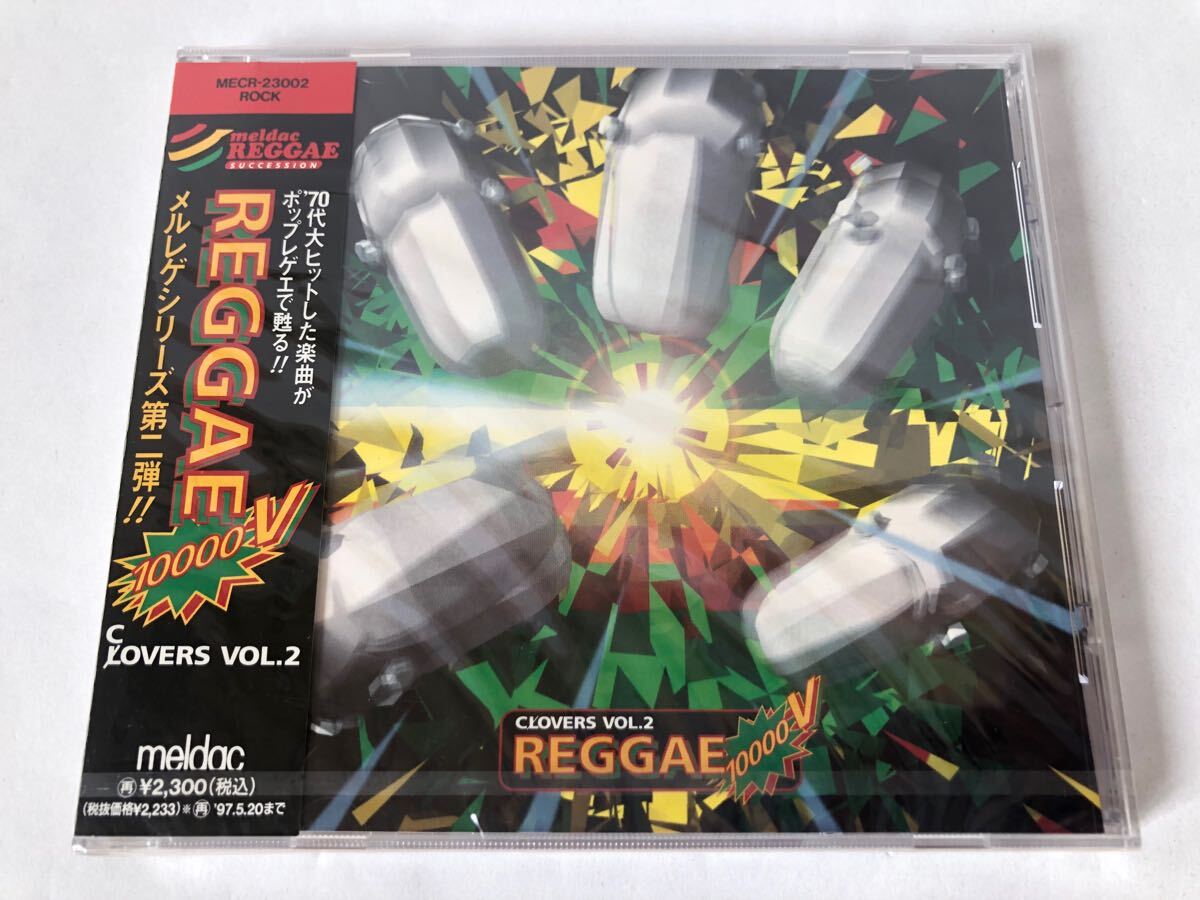 MECR-23002
ROCK
meldac
REGGAE
SUCCESSION
'70代大ヒットした楽曲が
ポップレゲエで甦る!!
REGGAE
10000V
メルレゲシリーズ第二弾!!
C
LOVERS VOL.2
meldac
再 ¥2,300(税込)
(税抜価格¥2,233)※再 '97.5.20まで
CLOVERS VOL.2
REGGAE 10000V